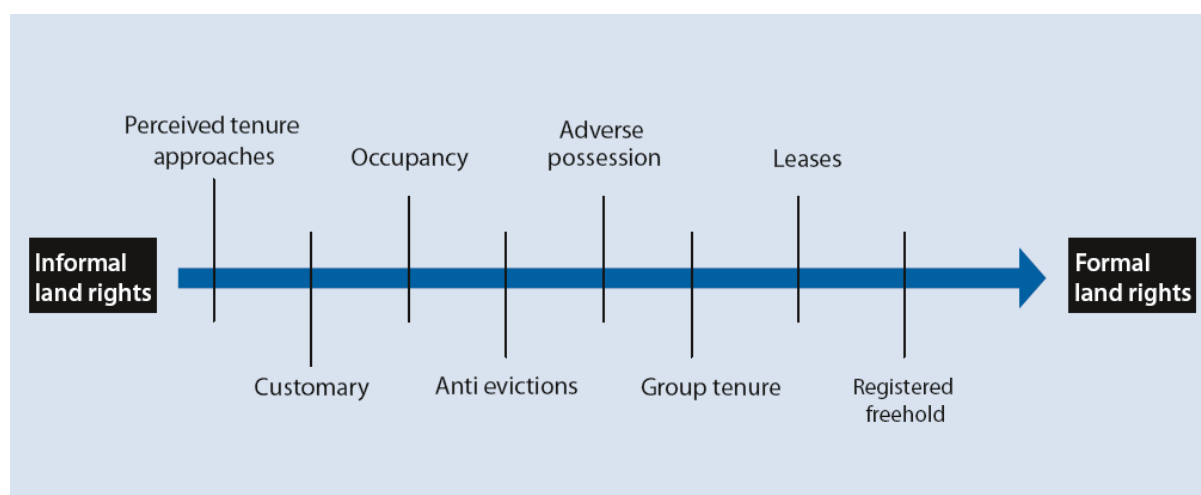 Perceived tenure
approaches
Occupancy
Adverse
possession
Leases
Informal
land rights
Formal
land rights
Customary
Anti evictions
Group tenure
Registered
freehold